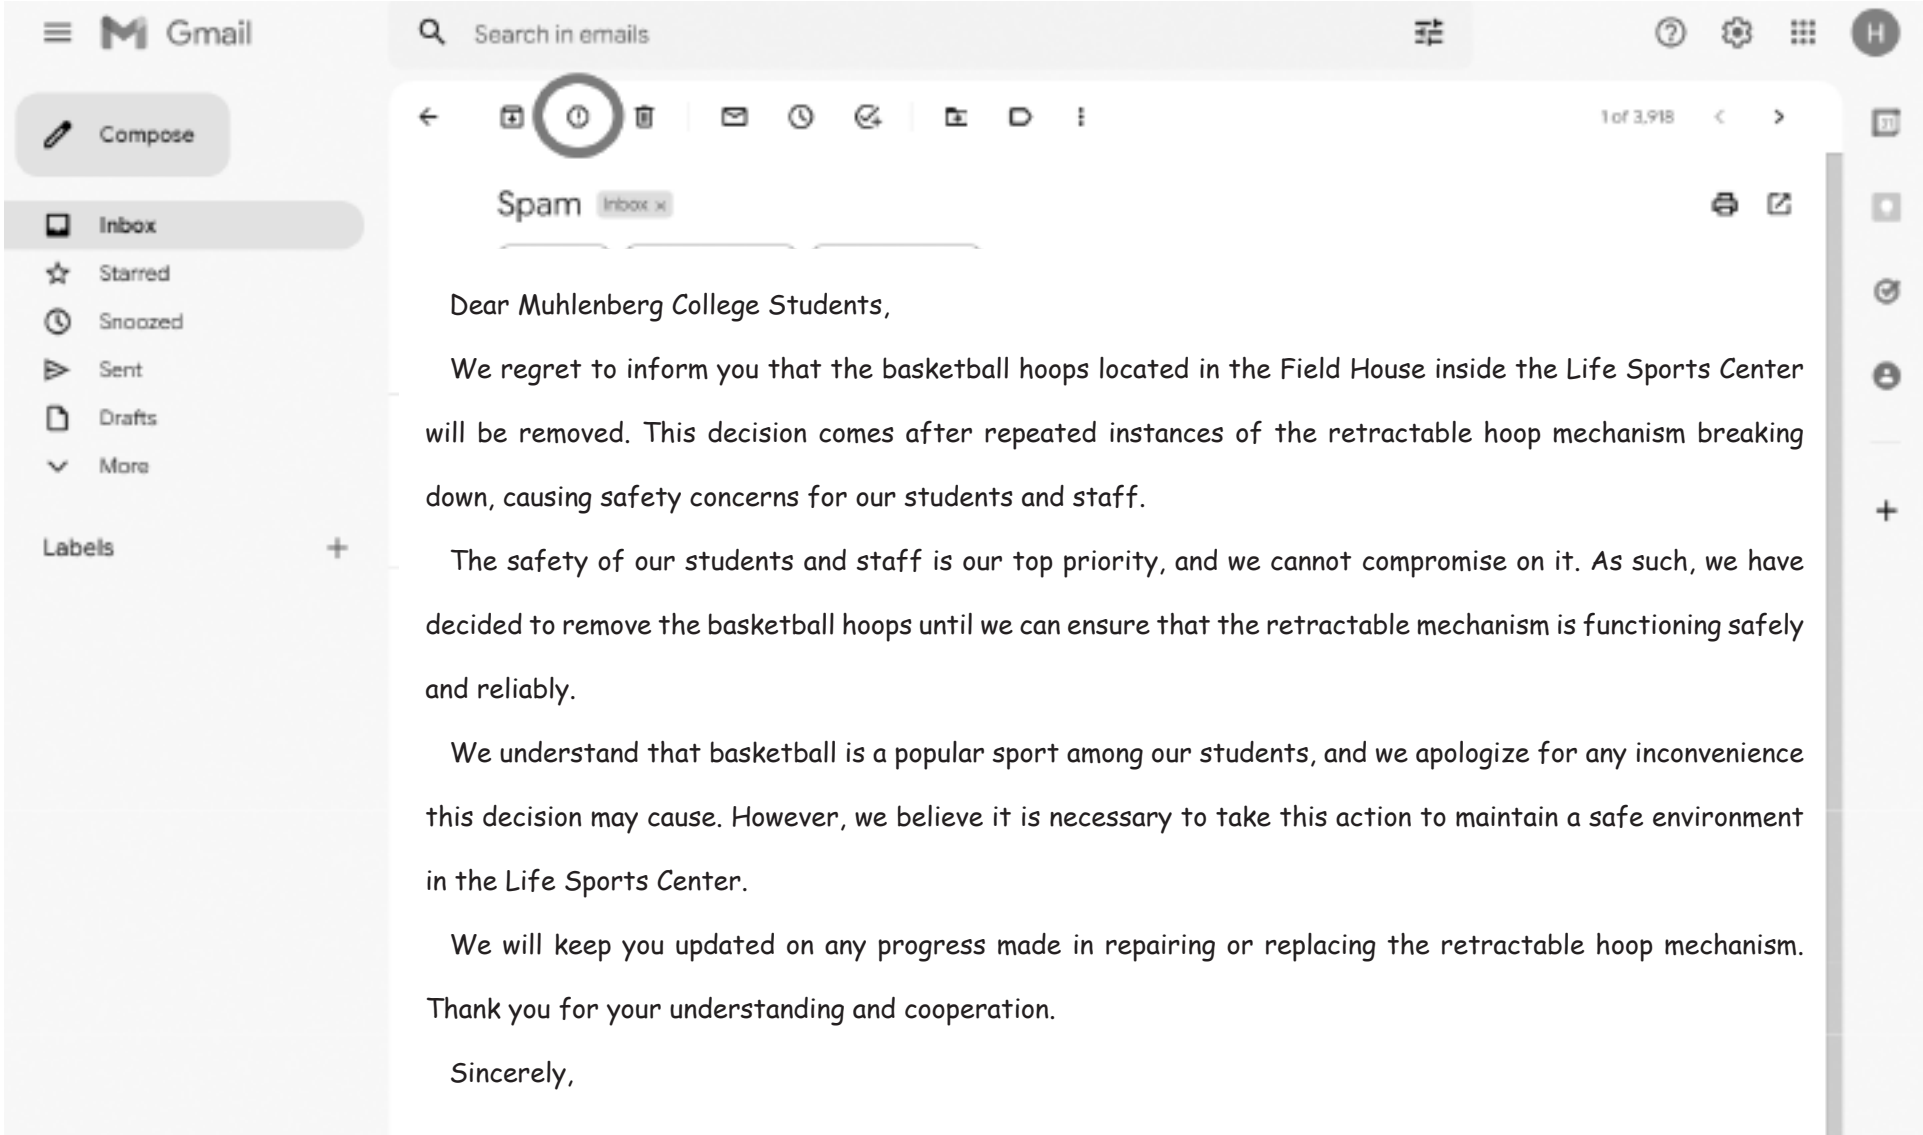 Gmail
Search in emails
H
Compose
1 of 3,918
31
Spam Inbox x
Inbox
Starred
Snoozed
Sent
Drafts
More
Labels
Dear Muhlenberg College Students,
We regret to inform you that the basketball hoops located in the Field House inside the Life Sports Center
will be removed. This decision comes after repeated instances of the retractable hoop mechanism breaking
down, causing safety concerns for our students and staff.
The safety of our students and staff is our top priority, and we cannot compromise on it. As such, we have
decided to remove the basketball hoops until we can ensure that the retractable mechanism is functioning safely
and reliably.
We understand that basketball is a popular sport among our students, and we apologize for any inconvenience
this decision may cause. However, we believe it is necessary to take this action to maintain a safe environment
in the Life Sports Center.
We will keep you updated on any progress made in repairing or replacing the retractable hoop mechanism.
Thank you for your understanding and cooperation.
Sincerely,